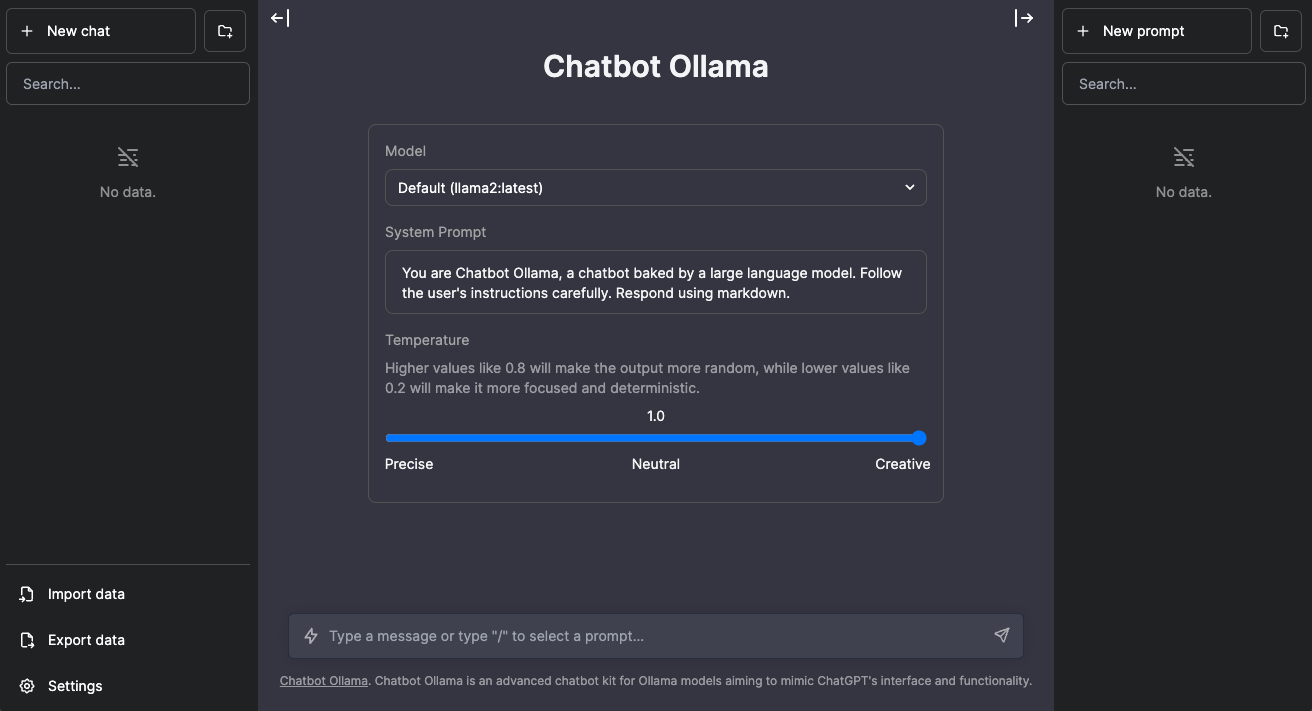 New chat
Search...
No data.
Import data
Export data
Settings
Chatbot Ollama
Model
Default (llama2:latest)
System Prompt
You are Chatbot Ollama, a chatbot baked by a large language model. Follow
the user's instructions carefully. Respond using markdown.
Temperature
Higher values like 0.8 will make the output more random, while lower values like
0.2 will make it more focused and deterministic.
1.0
Precise Neutral Creative
Type a message or type "/" to select a prompt...
Chatbot Ollama. Chatbot Ollama is an advanced chatbot kit for Ollama models aiming to mimic ChatGPT's interface and functionality.
New prompt
Search...
No data.